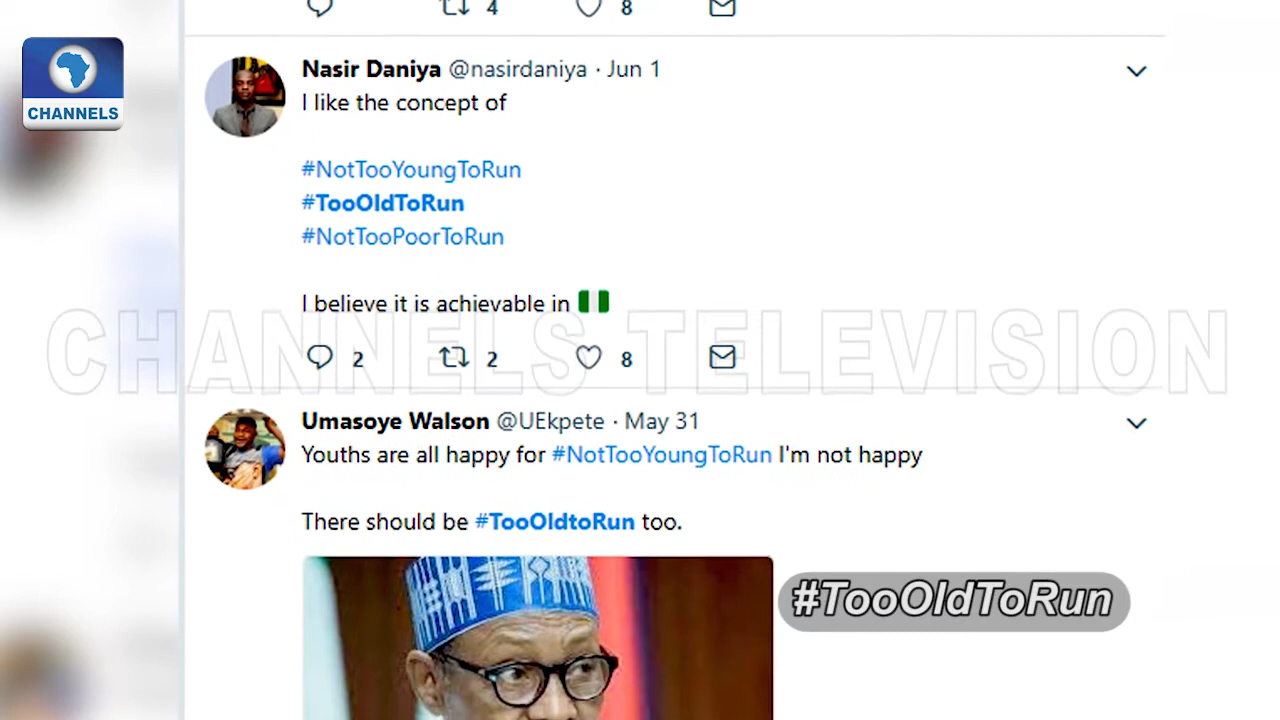 4 8
CHANNELS
Nasir Daniya @nasirdaniya · Jun 1
I like the concept of
#NotTooYoungToRun
#TooOldToRun
#NotTooPoorToRun
I believe it is achievable in
CHANNELS TELEVISION
2 2 8
Umasoye Walson @UEkpete · May 31
Youths are all happy for #NotTooYoungToRun I'm not happy
There should be #TooOldtoRun too.
#TooOldToRun